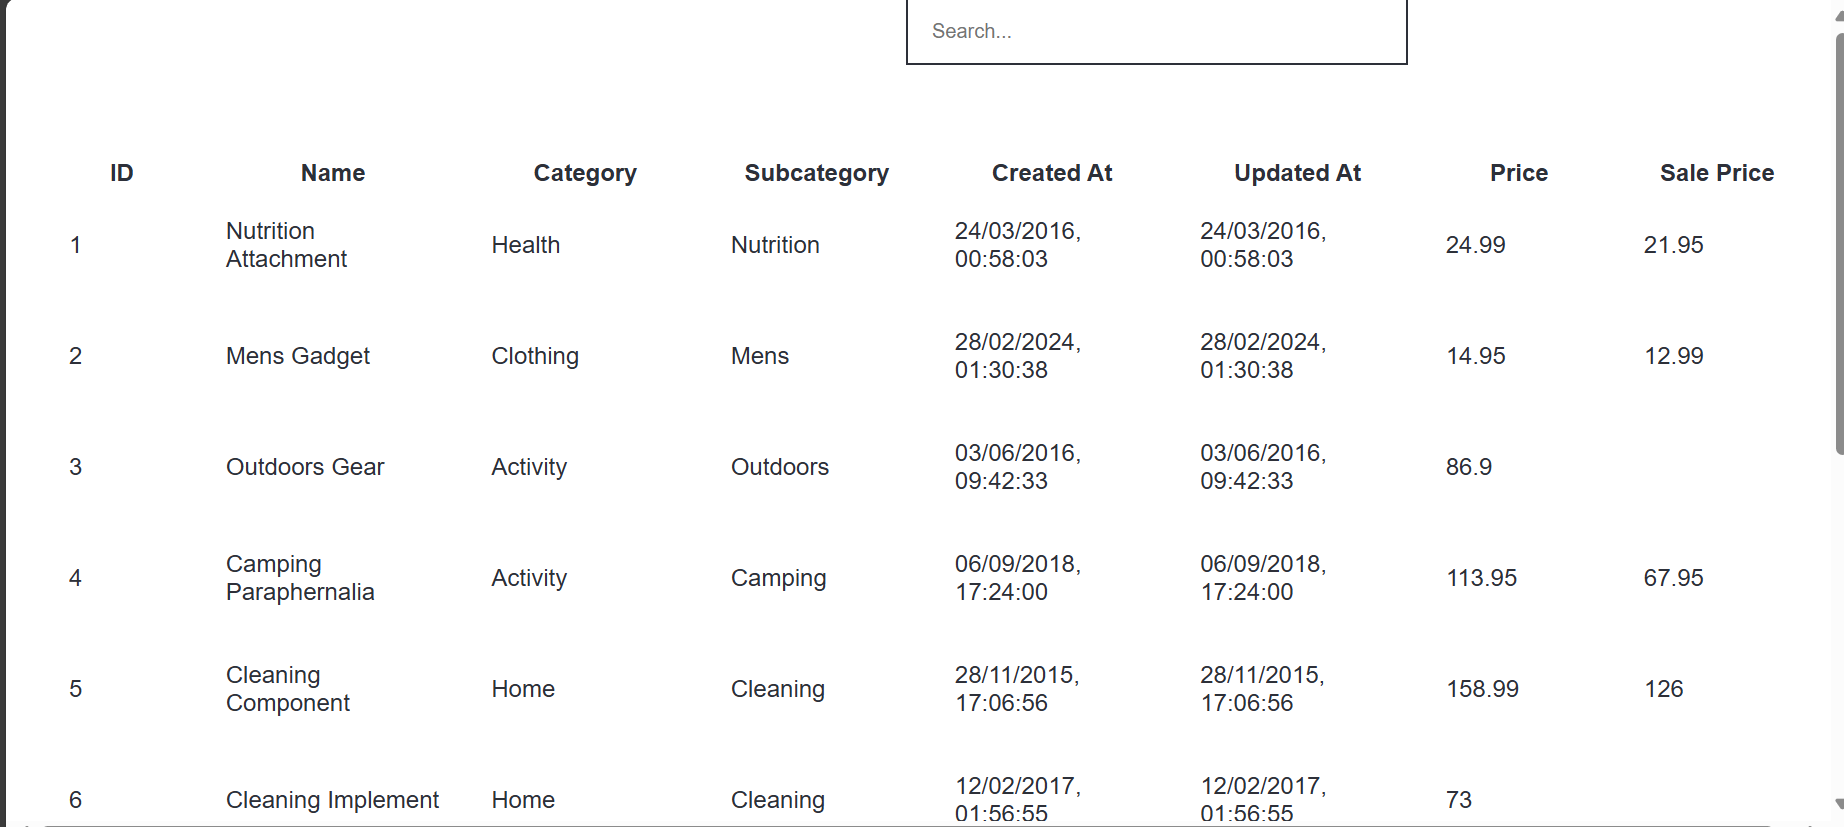 Search...
ID Name Category Subcategory Created At Updated At Price Sale Price
1 Nutrition Attachment Health Nutrition 24/03/2016, 00:58:03 24/03/2016, 00:58:03 24.99 21.95
2 Mens Gadget Clothing Mens 28/02/2024, 01:30:38 28/02/2024, 01:30:38 14.95 12.99
3 Outdoors Gear Activity Outdoors 03/06/2016, 09:42:33 03/06/2016, 09:42:33 86.9
4 Camping Paraphernalia Activity Camping 06/09/2018, 17:24:00 06/09/2018, 17:24:00 113.95 67.95
5 Cleaning Component Home Cleaning 28/11/2015, 17:06:56 28/11/2015, 17:06:56 158.99 126
6 Cleaning Implement Home Cleaning 12/02/2017, 01:56:55 12/02/2017, 01:56:55 73